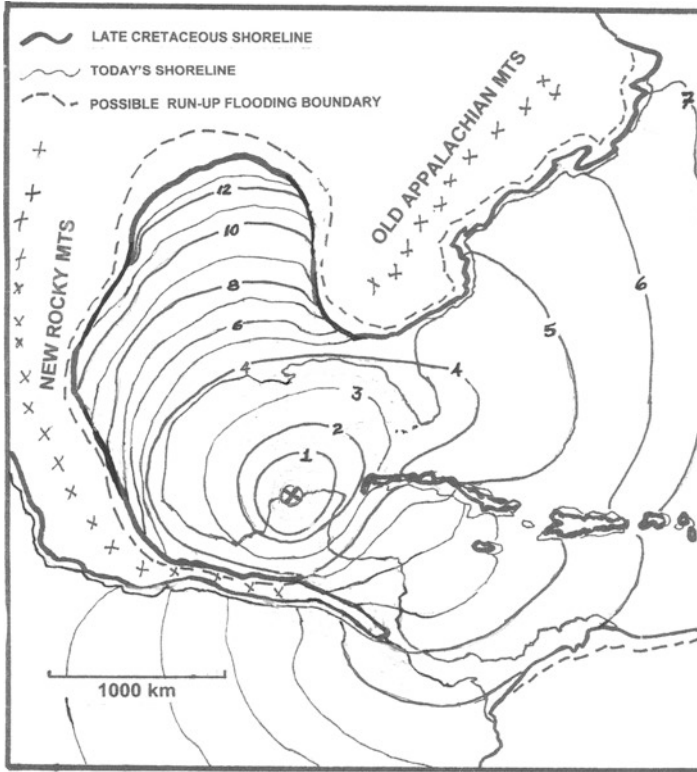 LATE CRETACEOUS SHORELINE
TODAY'S SHORELINE
POSSIBLE RUN-UP FLOODING BOUNDARY
7
OLD APPALACHIAN MTS
12
10
NEW ROCKY MTS
8
6
6
5
4
4
3
2
1
1000 km